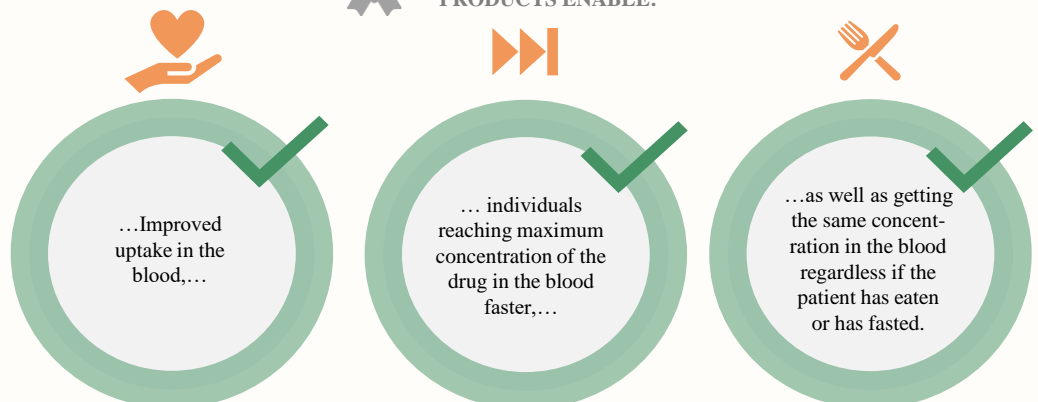 PRODUCTS ENABLE:
…Improved
uptake in the
blood,…
… individuals
reaching maximum
concentration of the
drug in the blood
faster,…
…as well as getting
the same concent-
ration in the blood
regardless if the
patient has eaten
or has fasted.